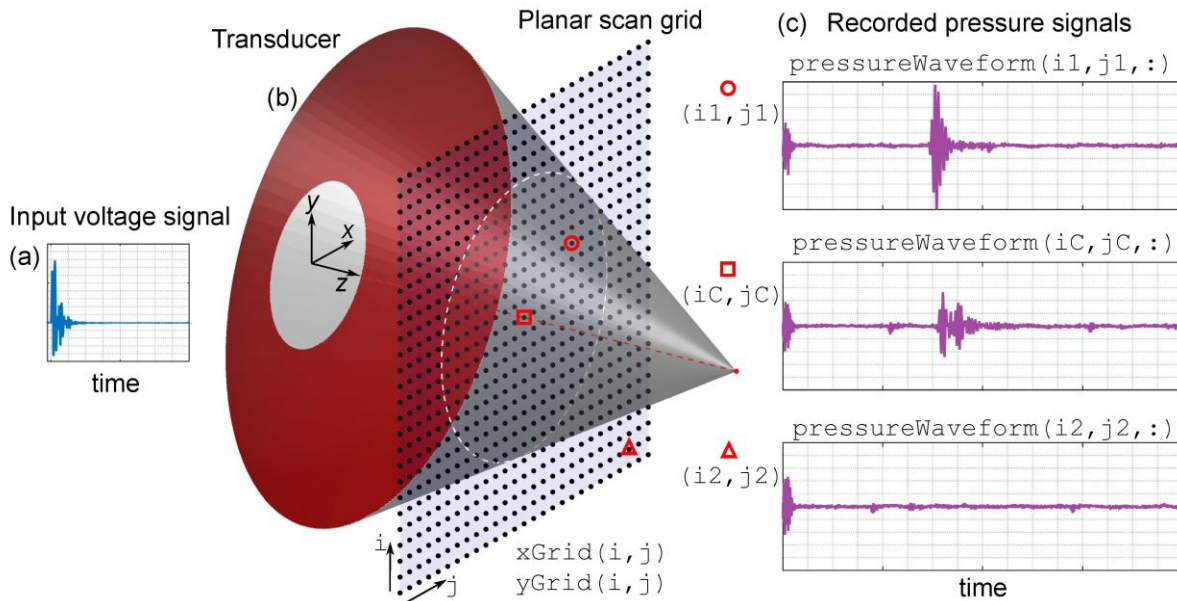 Planar scan grid
(c) Recorded pressure signals
Transducer
pressureWaveform(i1,j1,:)
(b)
(i1,j1)
y
x
z
Input voltage signal
(a)
pressureWaveform(iC,jC,:)
(iC,jC)
time
pressureWaveform(i2,j2,:)
(i2,j2)
i
j
xGrid(i,j)
yGrid(i,j)
time